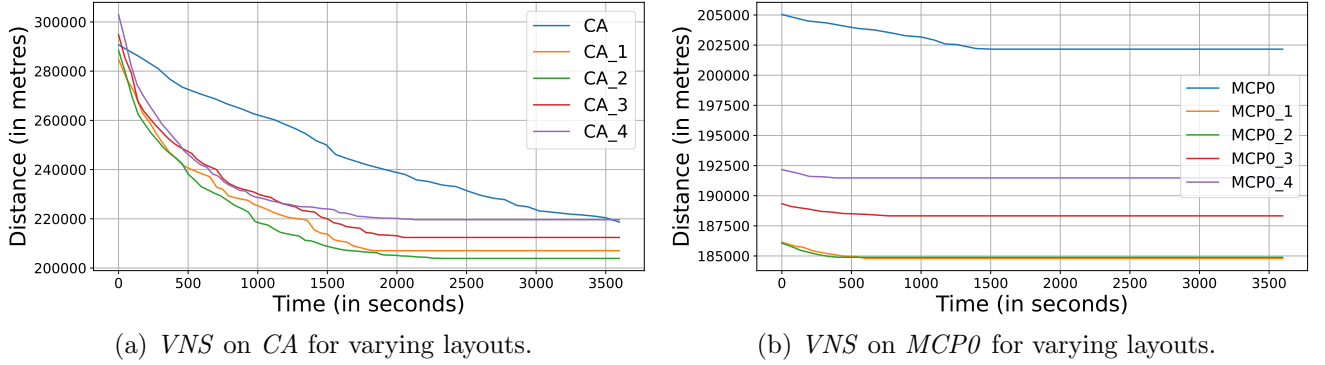 300000
280000
260000
240000
220000
200000
Distance (in metres)
0
500
1000
1500
2000
2500
3000
3500
Time (in seconds)
CA
CA_1
CA_2
CA_3
CA_4
(a) VNS on CA for varying layouts.
205000
202500
200000
197500
195000
192500
190000
187500
185000
Distance (in metres)
0
500
1000
1500
2000
2500
3000
3500
Time (in seconds)
MCP0
MCP0_1
MCP0_2
MCP0_3
MCP0_4
(b) VNS on MCP0 for varying layouts.